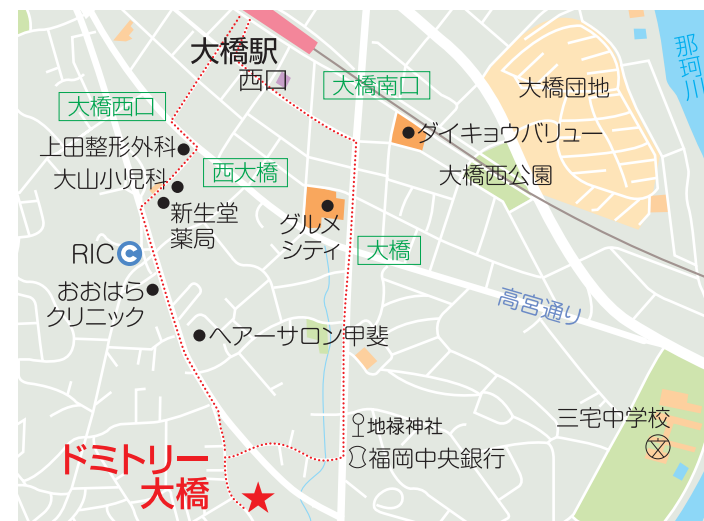 大橋駅
西口
大橋南口
大橋西口
大橋団地
那珂川
ダイキョウバリュー
上田整形外科
大山小児科
西大橋
大橋西公園
新生堂
薬局
グルメ
シティ
大橋
RIC
おおはら
クリニック
高宮通り
ヘアーサロン甲斐
三宅中学校
地禄神社
福岡中央銀行
ドミトリー
大橋
文